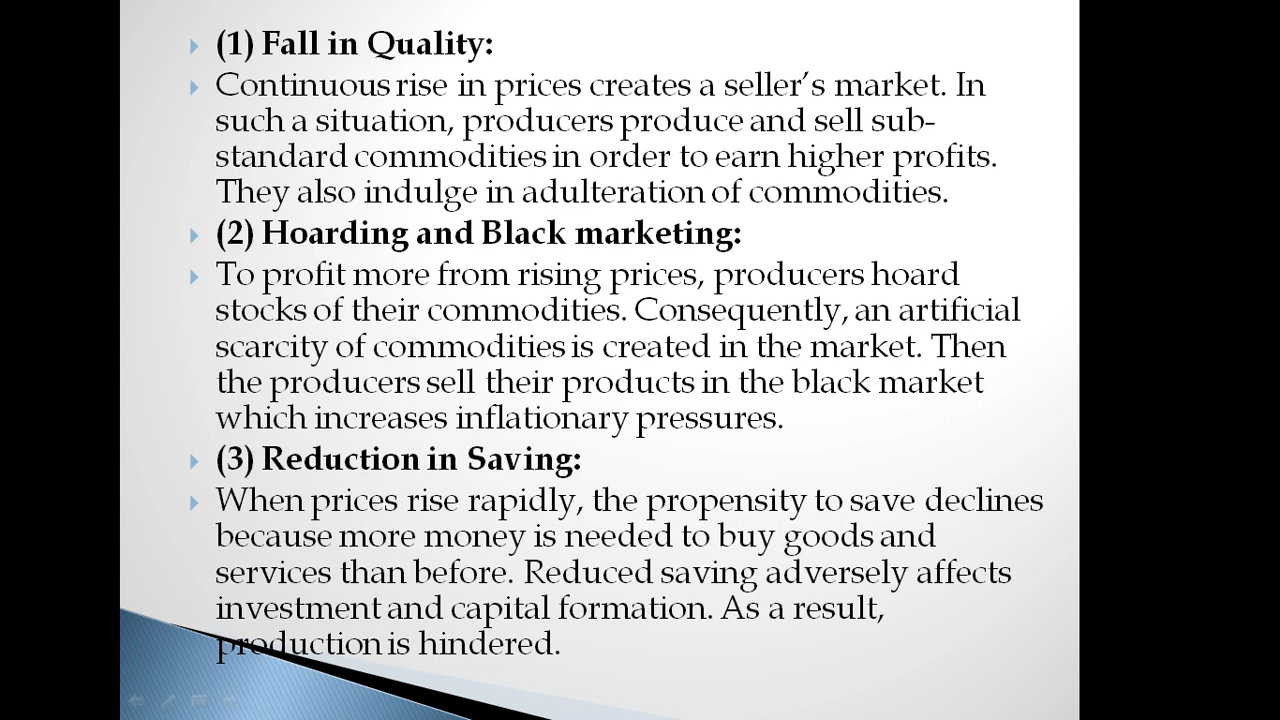 (1) Fall in Quality:
Continuous rise in prices creates a seller’s market. In
such a situation, producers produce and sell sub-
standard commodities in order to earn higher profits.
They also indulge in adulteration of commodities.
(2) Hoarding and Black marketing:
To profit more from rising prices, producers hoard
stocks of their commodities. Consequently, an artificial
scarcity of commodities is created in the market. Then
the producers sell their products in the black market
which increases inflationary pressures.
(3) Reduction in Saving:
When prices rise rapidly, the propensity to save declines
because more money is needed to buy goods and
services than before. Reduced saving adversely affects
investment and capital formation. As a result,
production is hindered.